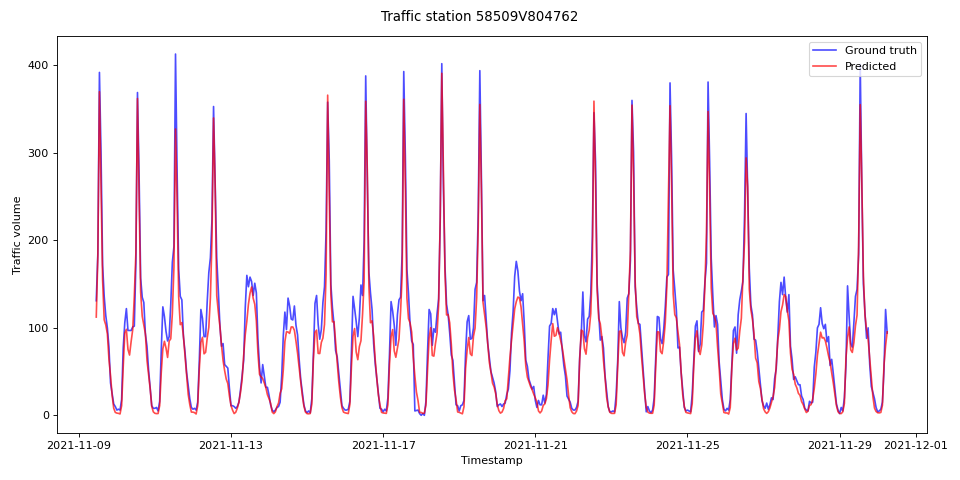 Traffic station 58509V804762
Ground truth
Predicted
Traffic volume
400
300
200
100
0
2021-11-09
2021-11-13
2021-11-17
2021-11-21
2021-11-25
2021-11-29
2021-12-01
Timestamp